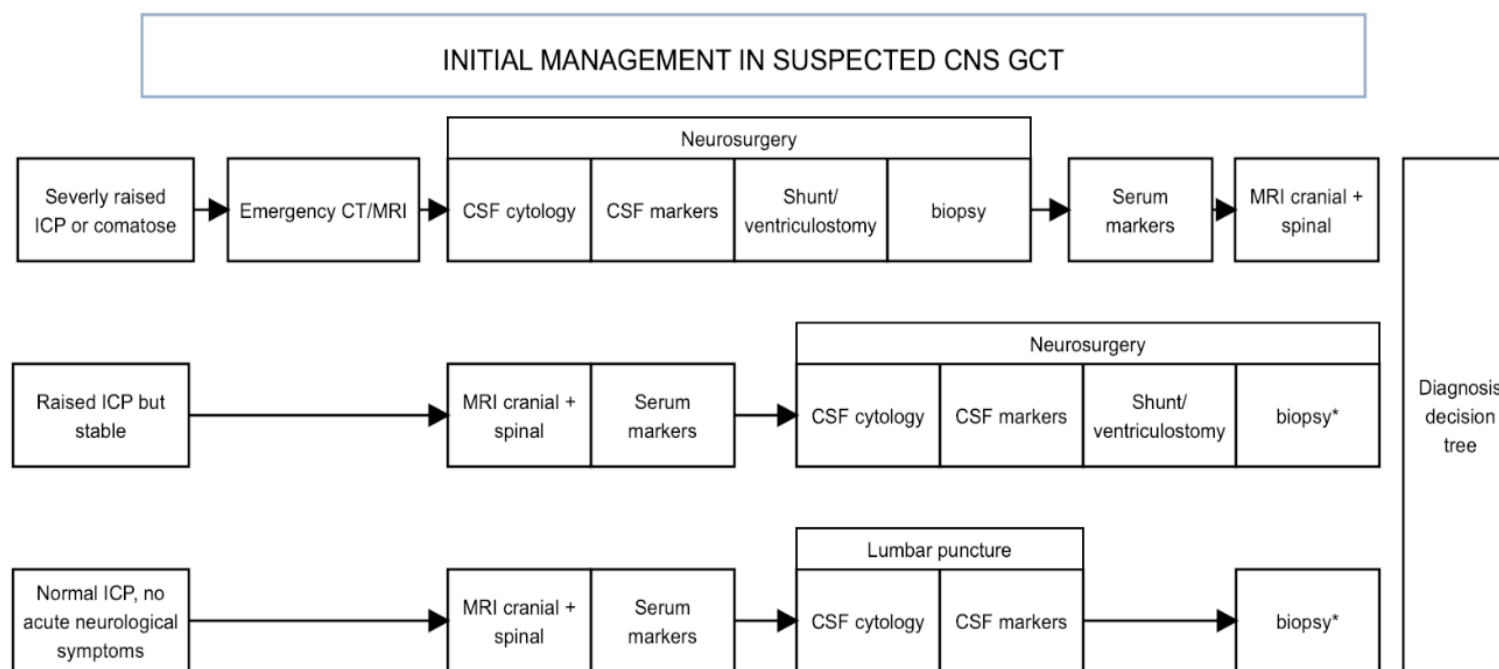 INITIAL MANAGEMENT IN SUSPECTED CNS GCT
Neurosurgery
Severly raised
ICP or comatose
Emergency CT/MRI
CSF cytology
CSF markers
Shunt/
ventriculostomy
biopsy
Serum
markers
MRI cranial +
spinal
Neurosurgery
Raised ICP but
stable
MRI cranial +
spinal
Serum
markers
CSF cytology
CSF markers
Shunt/
ventriculostomy
biopsy*
Diagnosis
decision
tree
Lumbar puncture
Normal ICP, no
acute neurological
symptoms
MRI cranial +
spinal
Serum
markers
CSF cytology
CSF markers
biopsy*